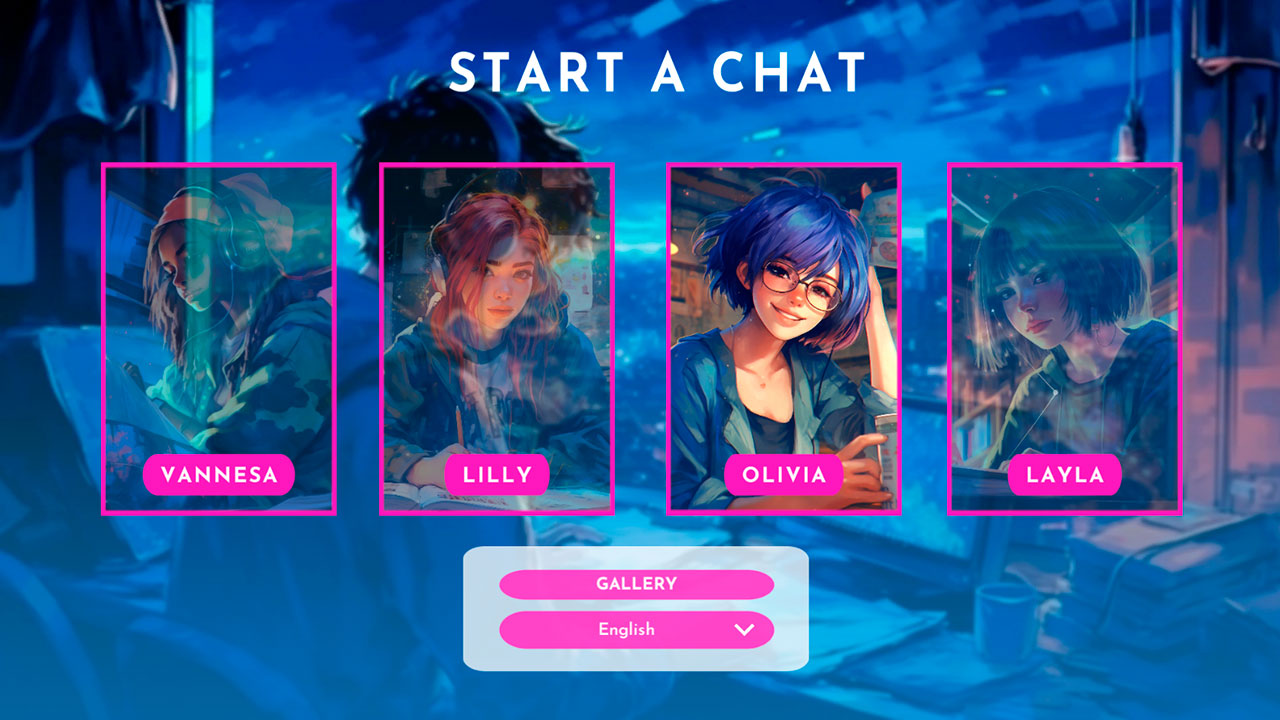 START A CHAT
VANNESA
LILLY
OLIVIA
LAYLA
GALLERY
English